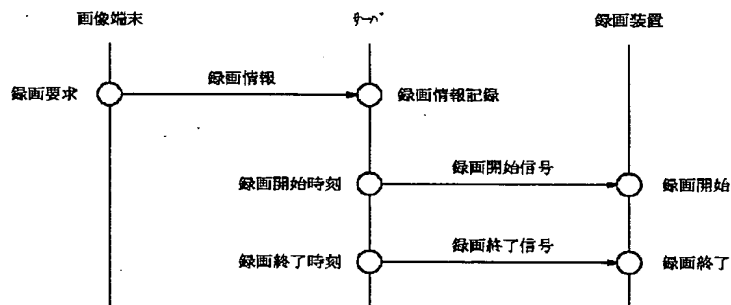 画像端末
サーバ
録画装置
録画要求
録画情報
録画情報記録
録画開始時刻
録画開始信号
録画開始
録画終了時刻
録画終了信号
録画終了